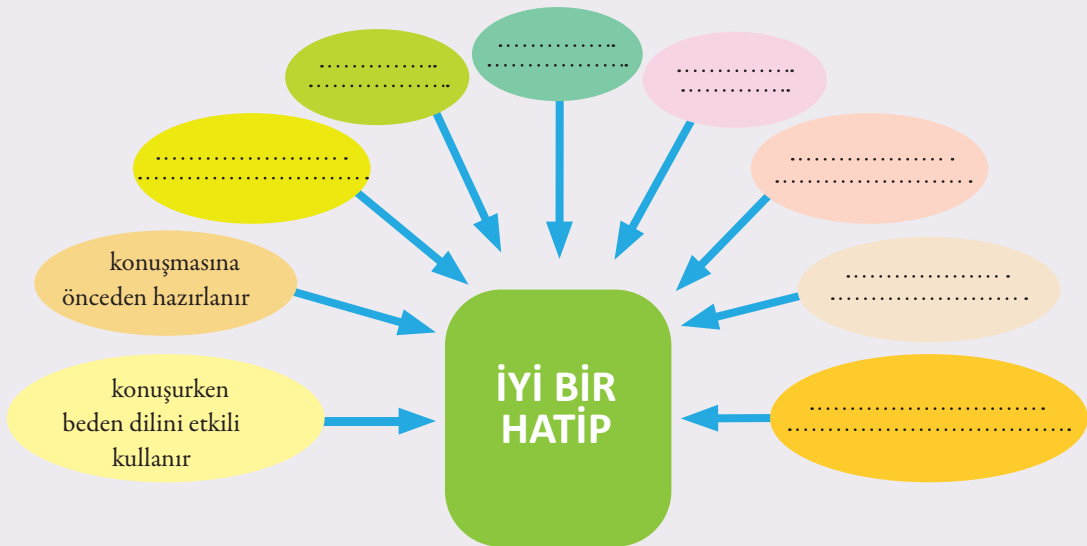 konuşmasına
önceden hazırlanır
konuşurken
beden dilini etkili
kullanır
İYİ BİR
HATİP